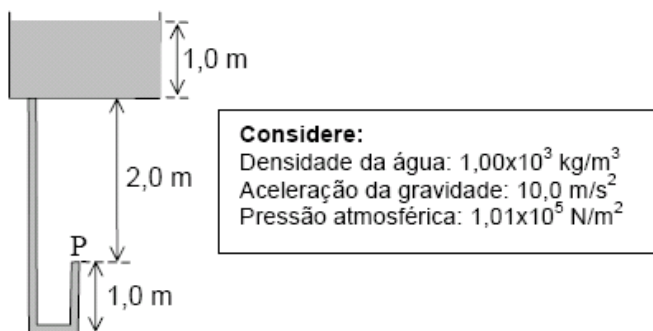 1,0 m
2,0 m
P
1,0 m
Considere:
Densidade da água: 1,00x10³ kg/m³
Aceleração da gravidade: 10,0 m/s²
Pressão atmosférica: 1,01x10⁵ N/m²